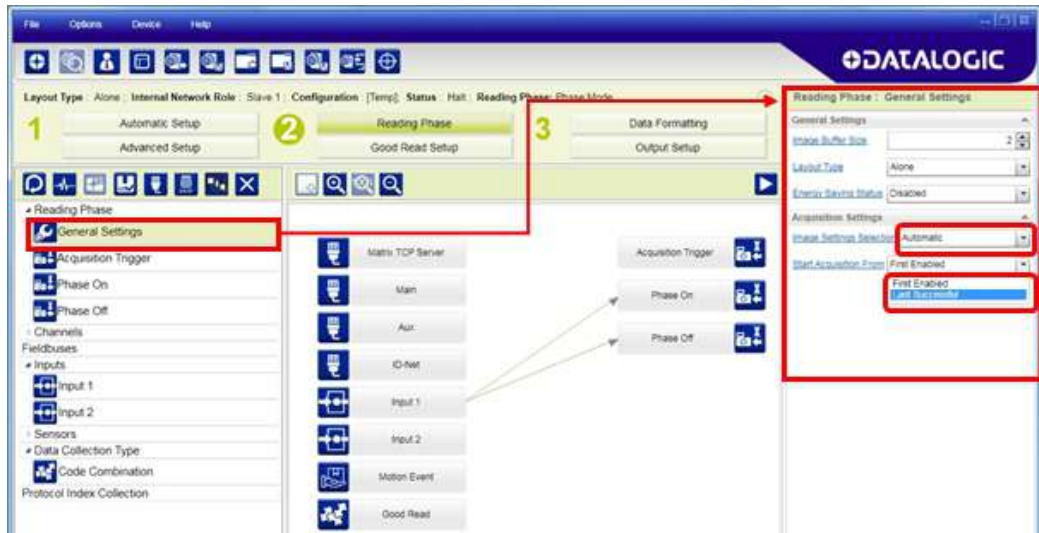 File Options Device Help
DATALOGIC
Layout Type : Alone : Internal Network Role : Slave 1 : Configuration : [Temp]: Status : Halt : Reading Phase: Phase Mode
1
Automatic Setup
Advanced Setup
2
Reading Phase
Good Read Setup
3
Data Formatting
Output Setup
Reading Phase
General Settings
Acquisition Trigger
Phase On
Phase Off
Channels
Fieldbuses
Inputs
Input 1
Input 2
Sensors
Data Collection Type
Code Combination
Protocol Index Collection
Matrix TCP Server
Main
Aux
ID-Net
Input 1
Input 2
Motion Event
Good Read
Acquisition Trigger
Phase On
Phase Off
Reading Phase : General Settings
General Settings
Image Buffer Size 2
Layout Type Alone
Energy Saving Status Disabled
Acquisition Settings
Image Settings Selection Automatic
Start Acquisition From First Enabled
First Enabled
Last Successful